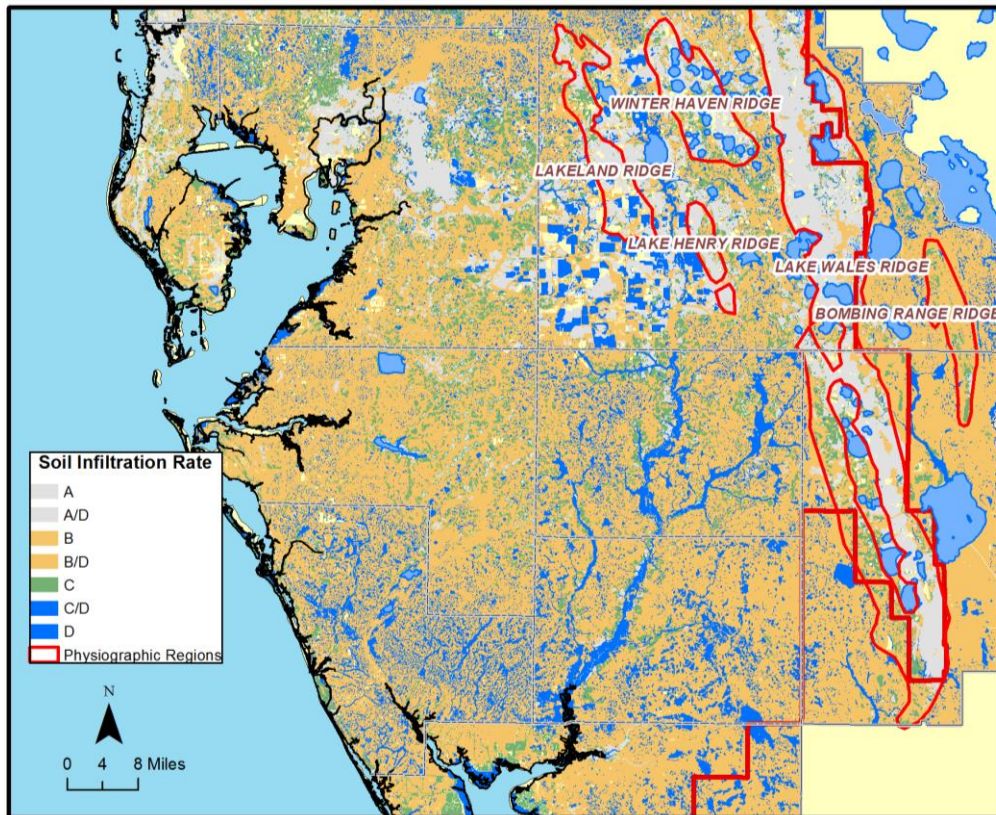 WINTER HAVEN RIDGE
LAKELAND RIDGE
LAKE HENRY RIDGE
LAKE WALES RIDGE
BOMBING RANGE RIDGE
Soil Infiltration Rate
A
A/D
B
B/D
C
C/D
D
Physiographic Regions
N
0 4 8 Miles